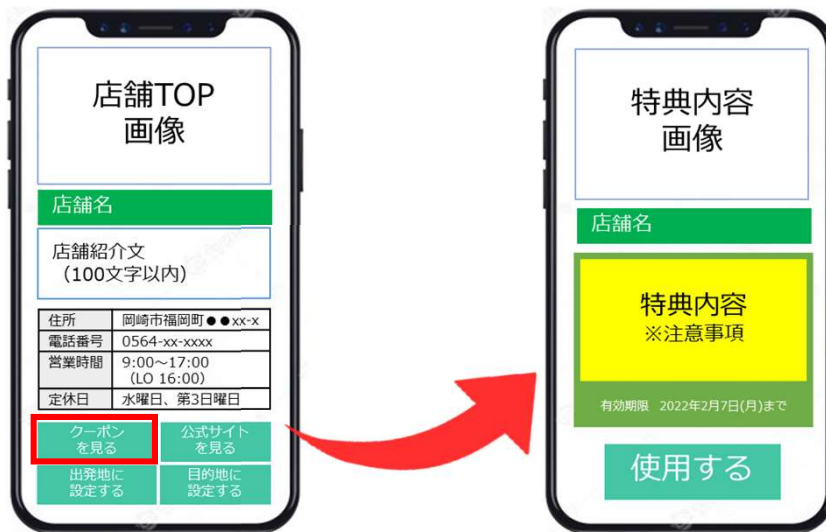 店舗TOP
画像
店舗名
店舗紹介文
（100文字以内）
住所 岡崎市福岡町●●xx-x
電話番号 0564-xx-xxxx
営業時間 9:00～17:00
（LO 16:00）
定休日 水曜日、第3日曜日
クーポン
を見る
公式サイト
を見る
出発地に
設定する
目的地に
設定する
特典内容
画像
店舗名
特典内容
※注意事項
有効期限 2022年2月7日(月)まで
使用する